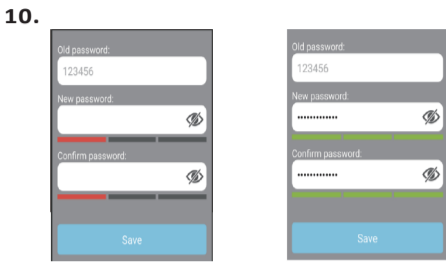 10.
Old password:
123456
New password:
Confirm password:
Save
Old password:
123456
New password:
•••••••••••••
Confirm password:
•••••••••••••
Save